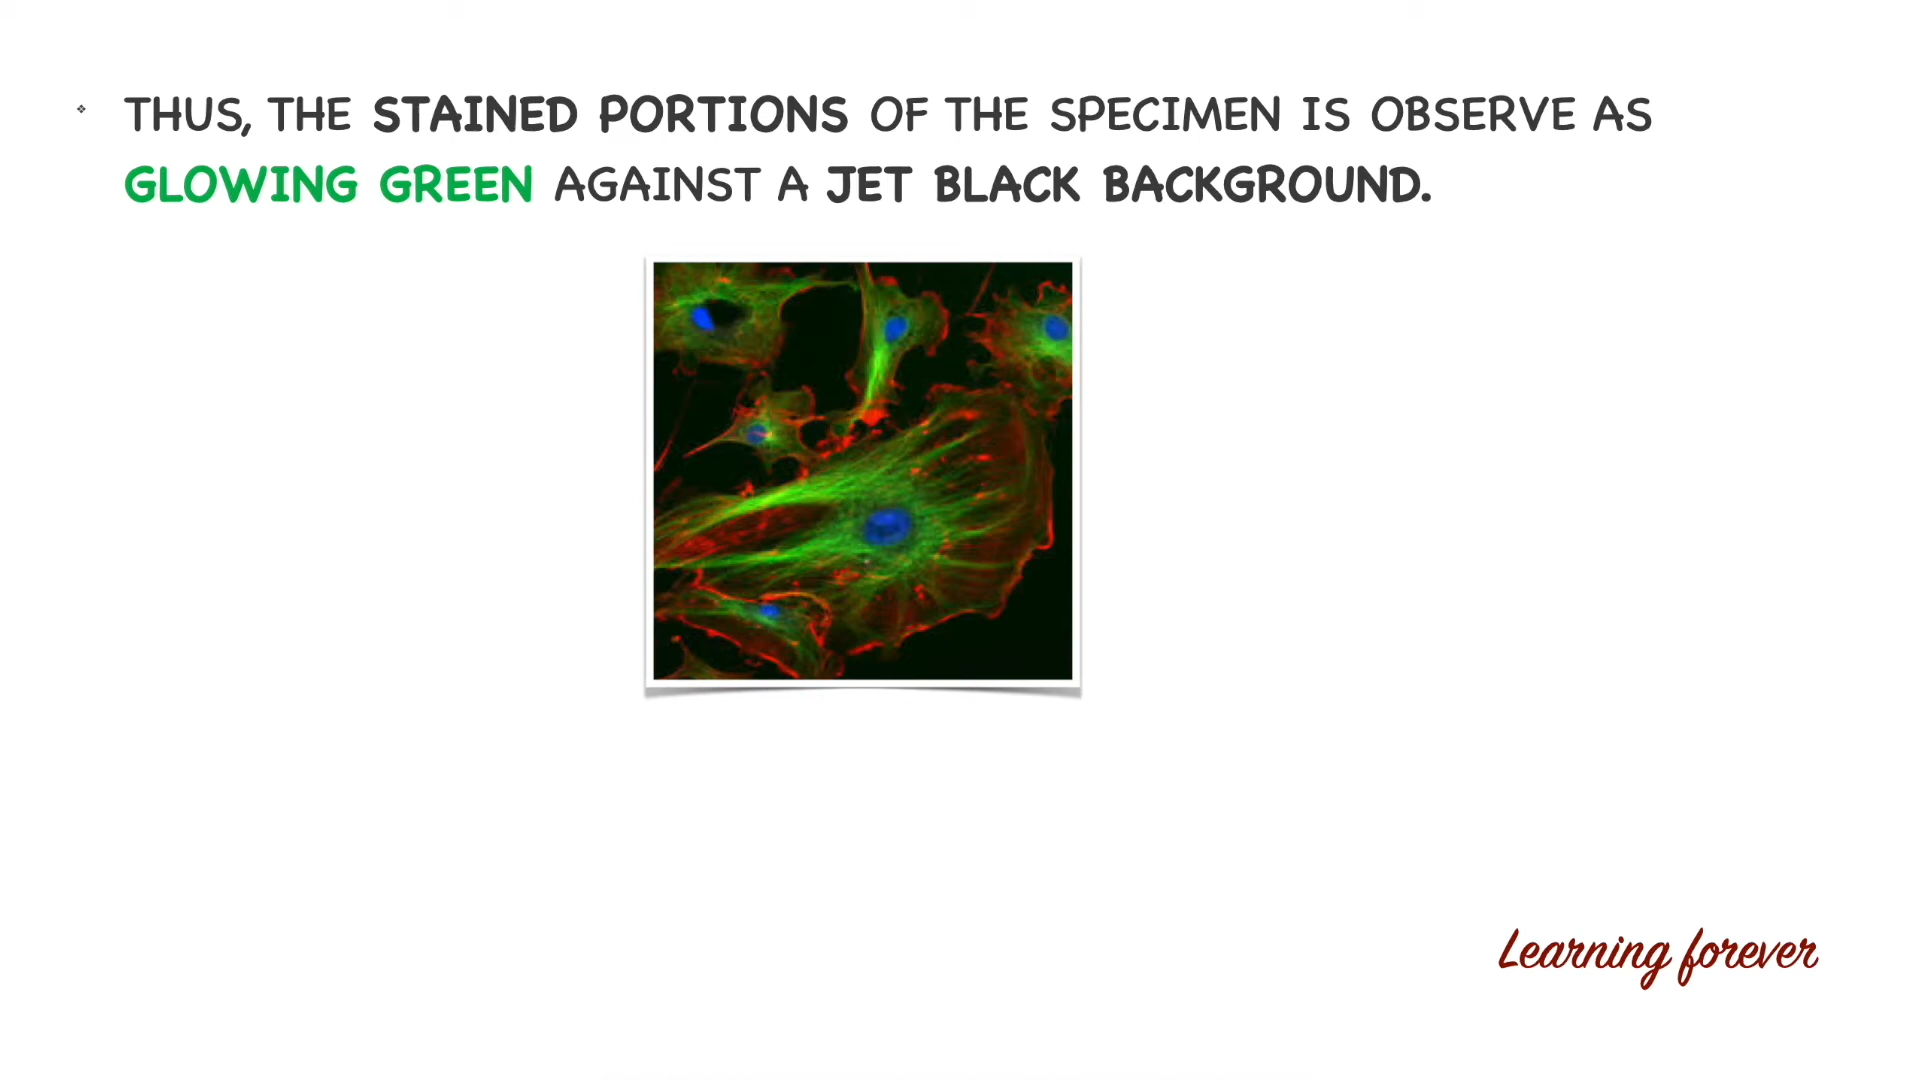 THUS, THE STAINED PORTIONS OF THE SPECIMEN IS OBSERVE AS
GLOWING GREEN AGAINST A JET BLACK BACKGROUND.
Learning forever